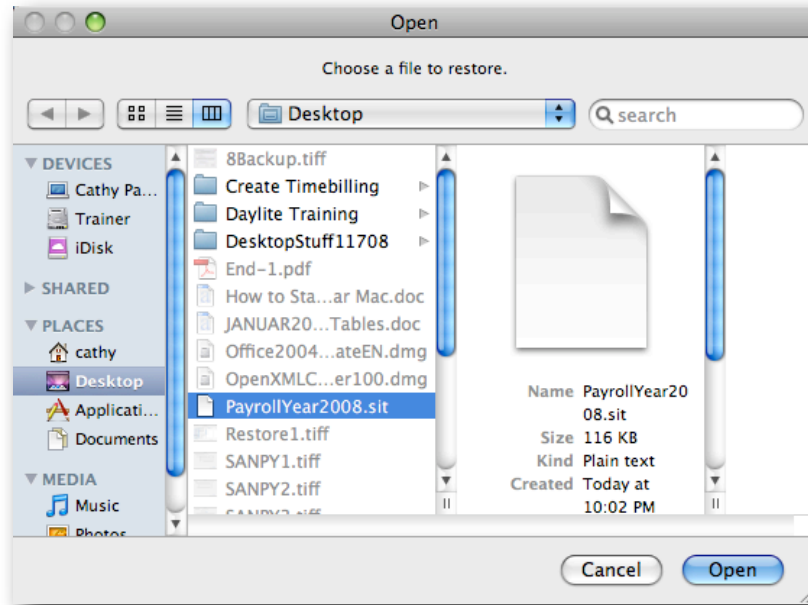 Open
Choose a file to restore.
Desktop
search
DEVICES
Cathy Pa...
Trainer
iDisk
SHARED
PLACES
cathy
Desktop
Applicati...
Documents
MEDIA
Music
Photos
8Backup.tiff
Create Timebilling
Daylite Training
DesktopStuff11708
End-1.pdf
How to Sta...ar Mac.doc
JANUAR20...Tables.doc
Office2004...ateEN.dmg
OpenXMLC...er100.dmg
PayrollYear2008.sit
Restore1.tiff
SANPY1.tiff
SANPY2.tiff
SANPY3.tiff
Name PayrollYear20
08.sit
Size 116 KB
Kind Plain text
Created Today at
10:02 PM
Cancel
Open